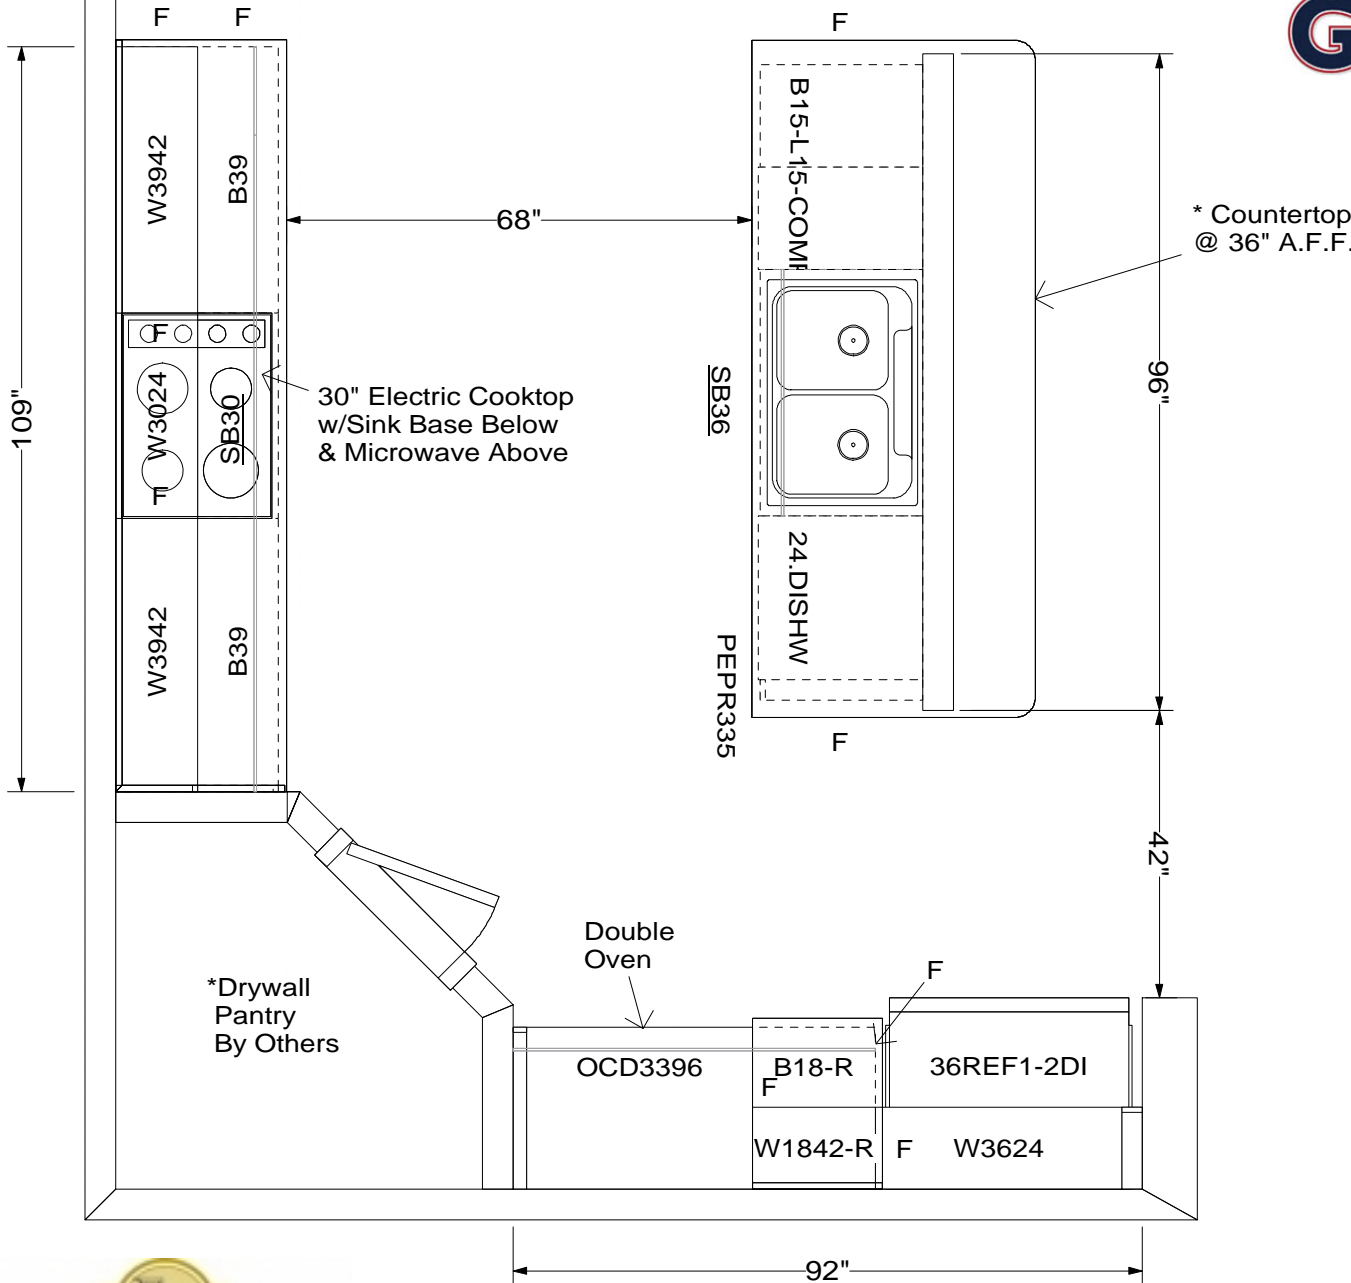 F F
F
G
W3942
B39
B15-L
15-COM
68"
* Countertop
@ 36" A.F.F.
109"
F
W3024
SB30
F
30" Electric Cooktop
w/Sink Base Below
& Microwave Above
SB36
96"
W3942
B39
24.DISHW
PEPR335
F
42"
Double
Oven
F
*Drywall
Pantry
By Others
OCD3396
B18-R
F
36REF1-2DI
W1842-R
F
W3624
92"